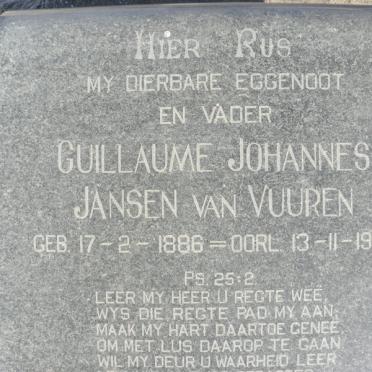 HIER RUS
MY DIERBARE EGGENOOT
EN VADER
GUILLAUME JOHANNES
JANSEN VAN VUUREN
GEB. 17-2-1886 = OORL. 13-11-19
PS. 25:2
LEER MY HEER U REGTE WEË,
WYS DIE REGTE PAD MY AAN;
MAAK MY HART DAARTOE GENEË,
OM MET LUS DAAROP TE GAAN
WIL MY DEUR U WAARHEID LEER